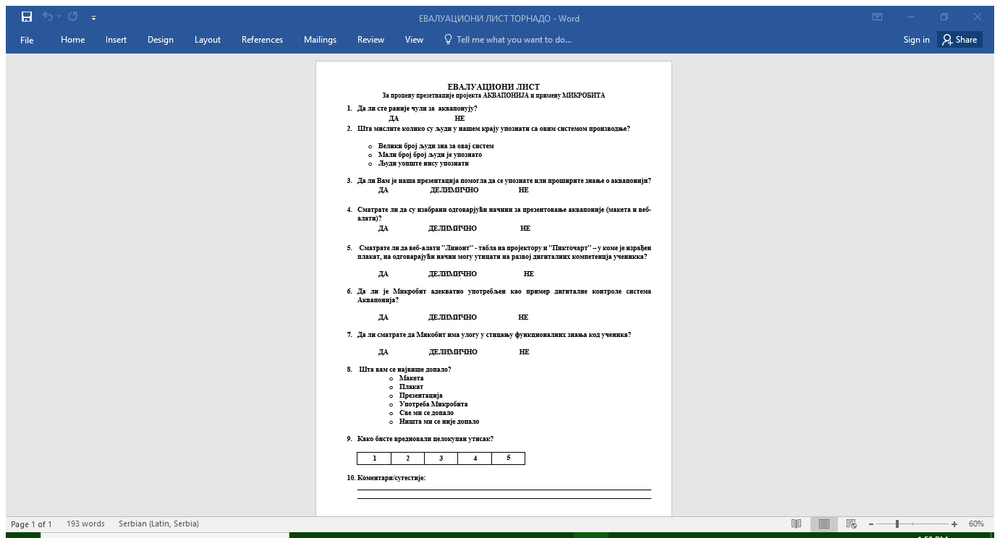 ЕВАЛУАЦИОНИ ЛИСТ ТОРНАДО - Word
File Home Insert Design Layout References Mailings Review View Tell me what you want to do... Sign in Share
ЕВАЛУАЦИОНИ ЛИСТ
За процену презетнације пројекта АКВАПОНИЈА и примену МИКРОБИТА
1. Да ли сте раније чули за аквапонују?
ДА НЕ
2. Шта мислите колико су људи у нашем крају упознати са овим системом производње?
o Велики број људи зна за овај систем
o Мали број број људи је упознато
o Људи уопште нису упознати
3. Да ли Вам је наша презентација помогла да се упознате или проширите знање о аквапонији?
ДА ДЕЛИМИЧНО НЕ
4. Сматрате ли да су изабрани одговарјући начини за презентовање аквапоније (макета и веб-
алати)?
ДА ДЕЛИМИЧНО НЕ
5. Сматрате ли да веб-алати "Линоит" - табла на пројектору и "Пикточарт" – у коме је израђен
плакат, на одговарајући начин могу утицати на развој дигиталних компетенција ученикка?
ДА ДЕЛИМИЧНО НЕ
6. Да ли је Микробит адекватно употребљен као пример дигиталне контроле система
Аквапонија?
ДА ДЕЛИМИЧНО НЕ
7. Да ли сматрате да Микобит има улогу у стицању функционалних знања код ученика?
ДА ДЕЛИМИЧНО НЕ
8. Шта вам се највише допало?
o Макета
o Плакат
o Презентација
o Употреба Микробита
o Све ми се допало
o Ништа ми се није допало
9. Како бисте вредновали целокупан утисак?
1 2 3 4 5
10. Коментари/сугестије:
Page 1 of 1 193 words Serbian (Latin, Serbia) 60%